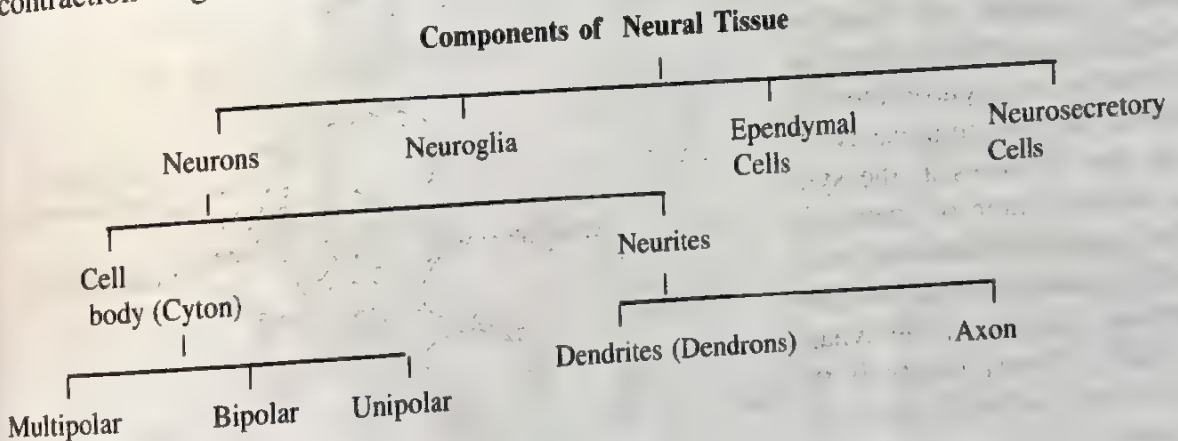 Components of Neural Tissue
Neurons
Neuroglia
Ependymal
Cells
Neurosecretory
Cells
Cell
body (Cyton)
Neurites
Multipolar
Bipolar
Unipolar
Dendrites (Dendrons)
Axon